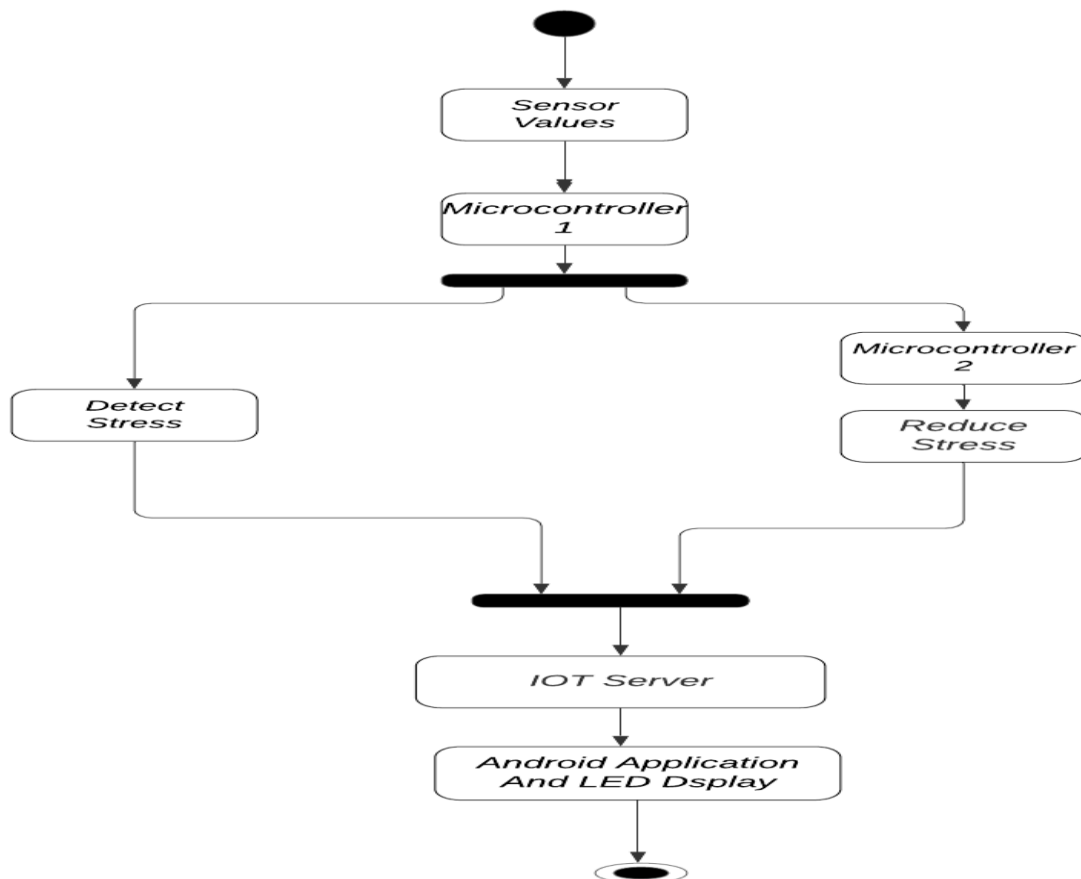 Sensor
Values
Microcontroller
1
Microcontroller
2
Detect
Stress
Reduce
Stress
IOT Server
Android Application
And LED Dsplay